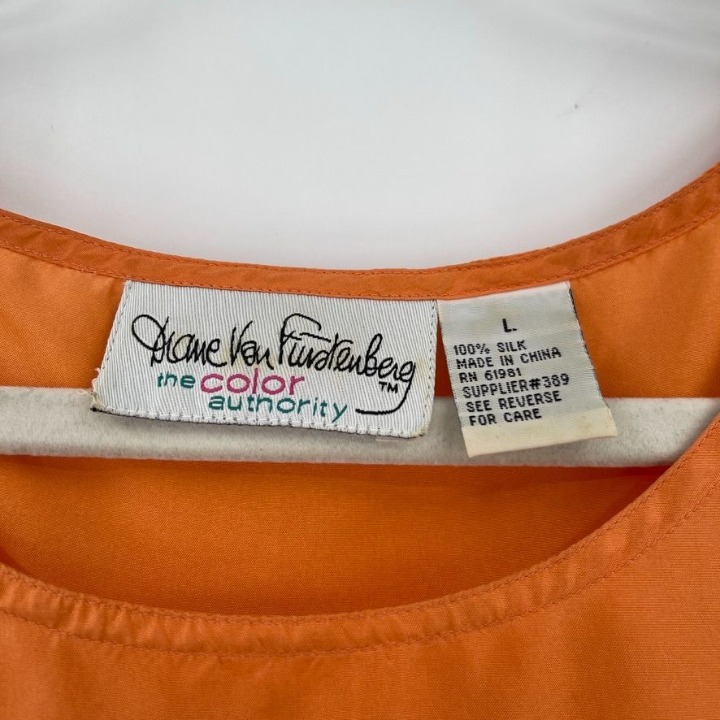 Diane Von Furstenberg
the color
authority ™
L.
100% SILK
MADE IN CHINA
RN 61981
SUPPLIER#389
SEE REVERSE
FOR CARE